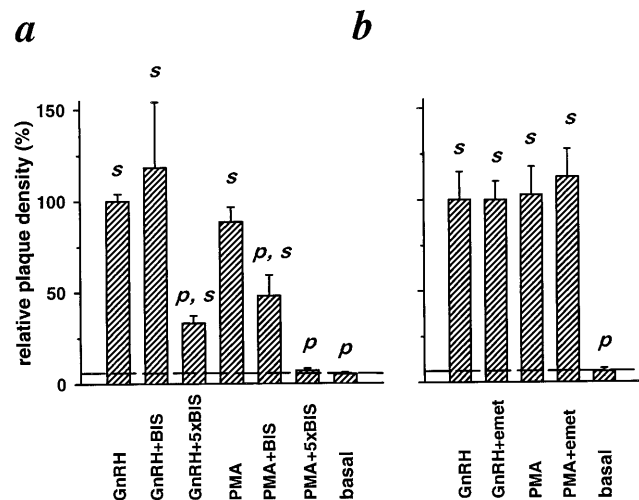 a
b
relative plaque density (%)
150
100
50
0
s
s
p, s
s
p, s
p
p
s
s
s
s
p
GnRH
GnRH+BIS
GnRH+5xBIS
PMA
PMA+BIS
PMA+5xBIS
basal
GnRH
GnRH+emet
PMA
PMA+emet
basal